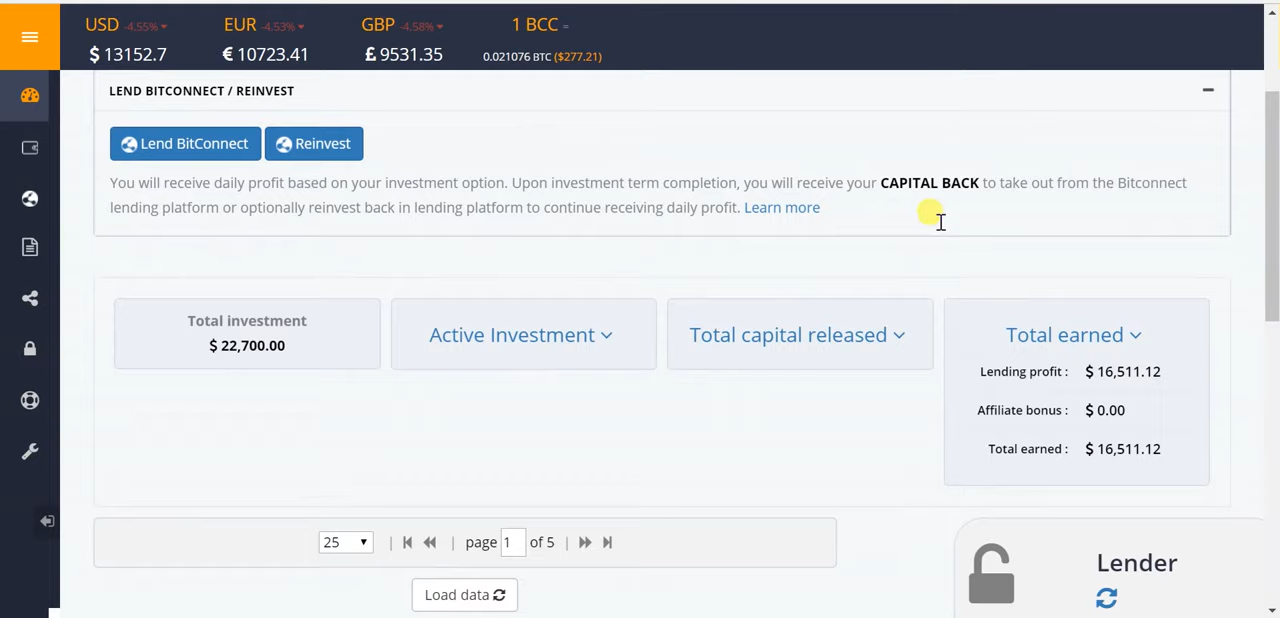 USD -4.55% EUR -4.53% GBP -4.58% 1 BCC =
$ 13152.7 € 10723.41 £ 9531.35 0.021076 BTC ($277.21)
LEND BITCONNECT / REINVEST
Lend BitConnect Reinvest
You will receive daily profit based on your investment option. Upon investment term completion, you will receive your CAPITAL BACK to take out from the Bitconnect
lending platform or optionally reinvest back in lending platform to continue receiving daily profit. Learn more
Total investment
$ 22,700.00
Active Investment
Total capital released
Total earned
Lending profit : $ 16,511.12
Affiliate bonus : $ 0.00
Total earned : $ 16,511.12
25 | page 1 of 5 |
Load data
Lender